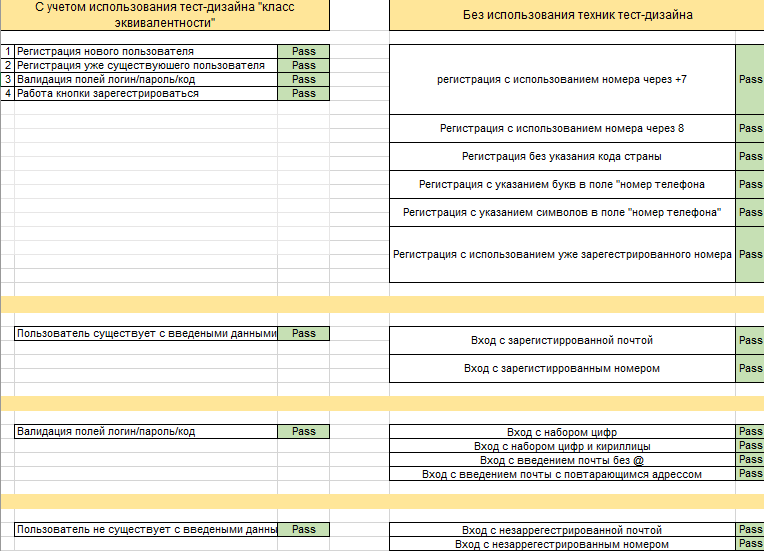 С учетом использования тест-дизайна "класс
эквивалентности"
Без использования техник тест-дизайна
1 Регистрация нового пользователя Pass
2 Регистрация уже существуюшего пользователя Pass
3 Валидация полей логин/пароль/код Pass
4 Работа кнопки зарегестрироваться Pass
регистрация с использованием номера через +7 Pass
Регистрация с использованием номера через 8 Pass
Регистрация без указания кода страны Pass
Регистрация с указанием букв в поле "номер телефона Pass
Регистрация с указанием символов в поле "номер телефона" Pass
Регистрация с использованием уже зарегестрированного номера Pass
Пользователь существует с введеными данными Pass
Вход с зарегистиррованной почтой Pass
Вход с зарегистиррованным номером Pass
Валидация полей логин/пароль/код Pass
Вход с набором цифр Pass
Вход с набором цифр и кириллицы Pass
Вход с введением почты без @ Pass
Вход с введением почты с повтарающимся адрессом Pass
Пользователь не существует с введеными данны Pass
Вход с незаррегестрированной почтой Pass
Вход с незаррегестрированным номером Pass